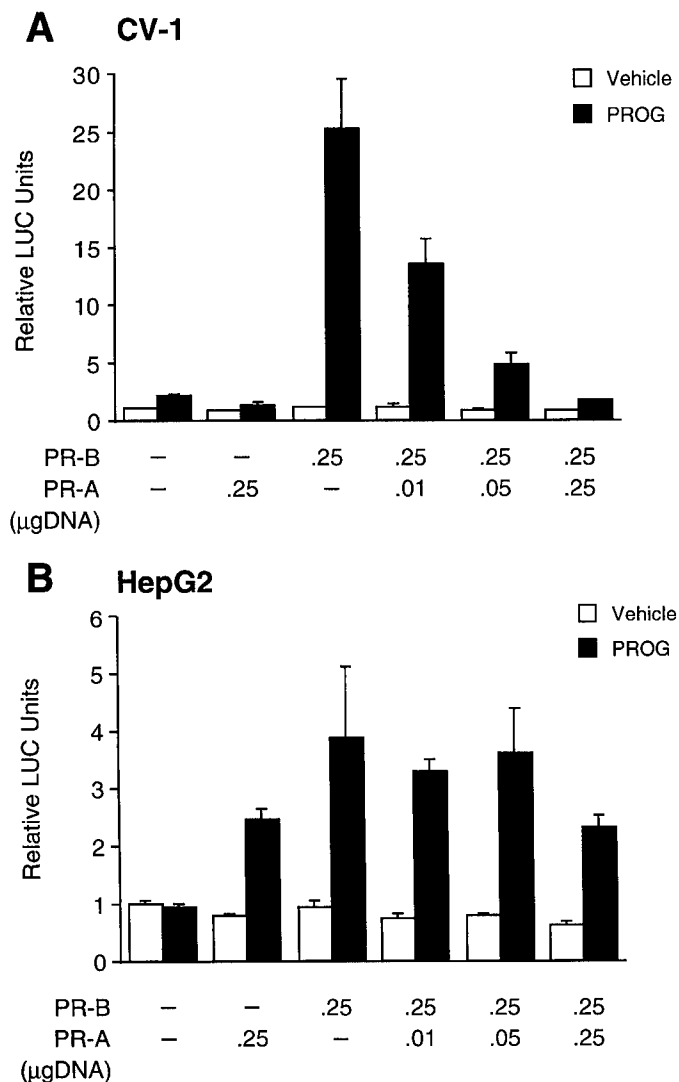 A CV-1
Vehicle
PROG
Relative LUC Units
30
25
20
15
10
5
0
PR-B — — .25 .25 .25 .25
PR-A — .25 — .01 .05 .25
(μgDNA)
B HepG2
Vehicle
PROG
Relative LUC Units
6
5
4
3
2
1
0
PR-B — — .25 .25 .25 .25
PR-A — .25 — .01 .05 .25
(μgDNA)